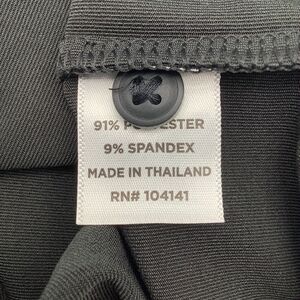 91% POLYESTER
9% SPANDEX
MADE IN THAILAND
RN# 104141